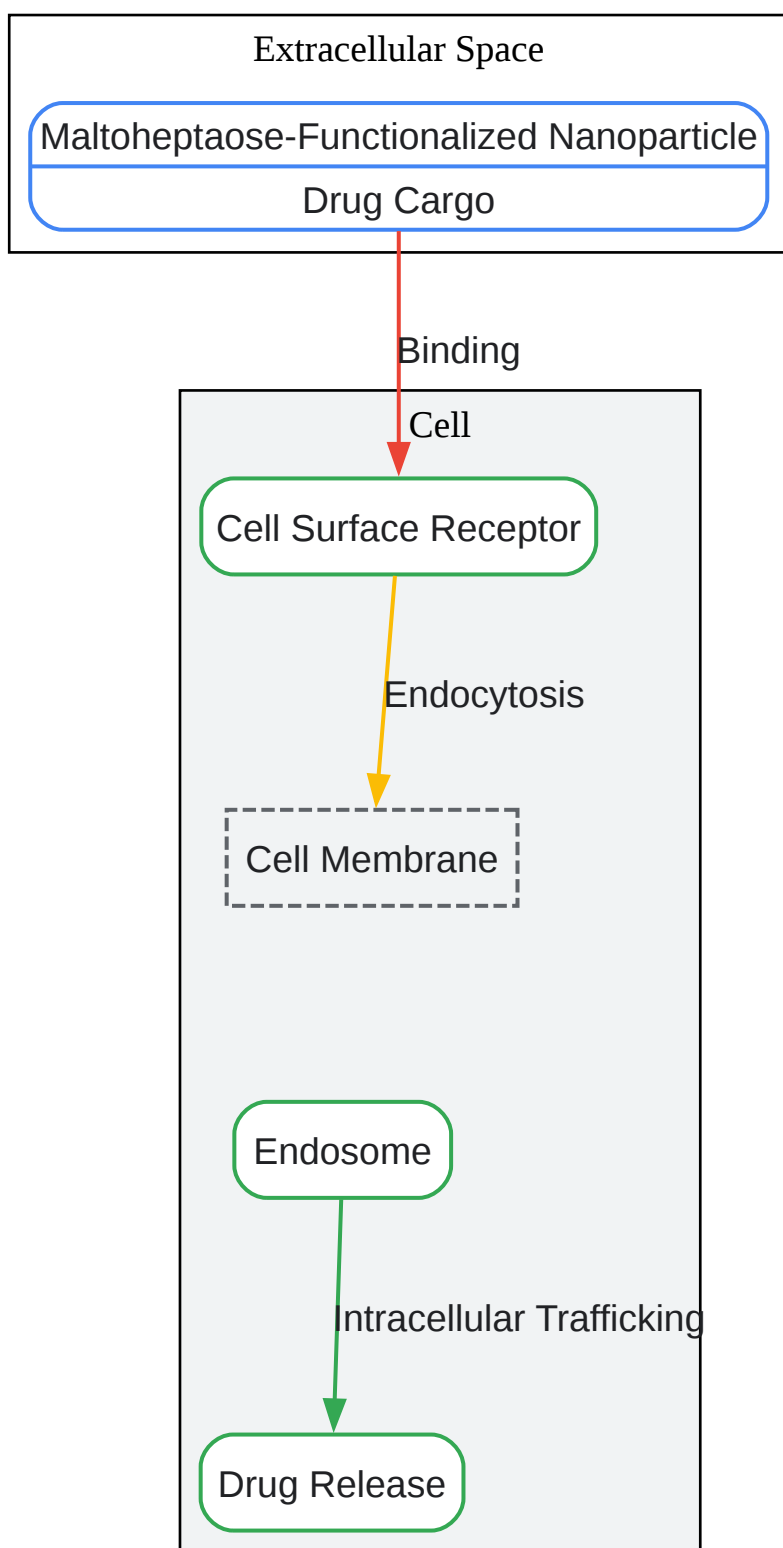 Extracellular Space
Maltoheptaose-Functionalized Nanoparticle
Drug Cargo
Binding
Cell
Cell Surface Receptor
Endocytosis
Cell Membrane
Endosome
Intracellular Trafficking
Drug Release